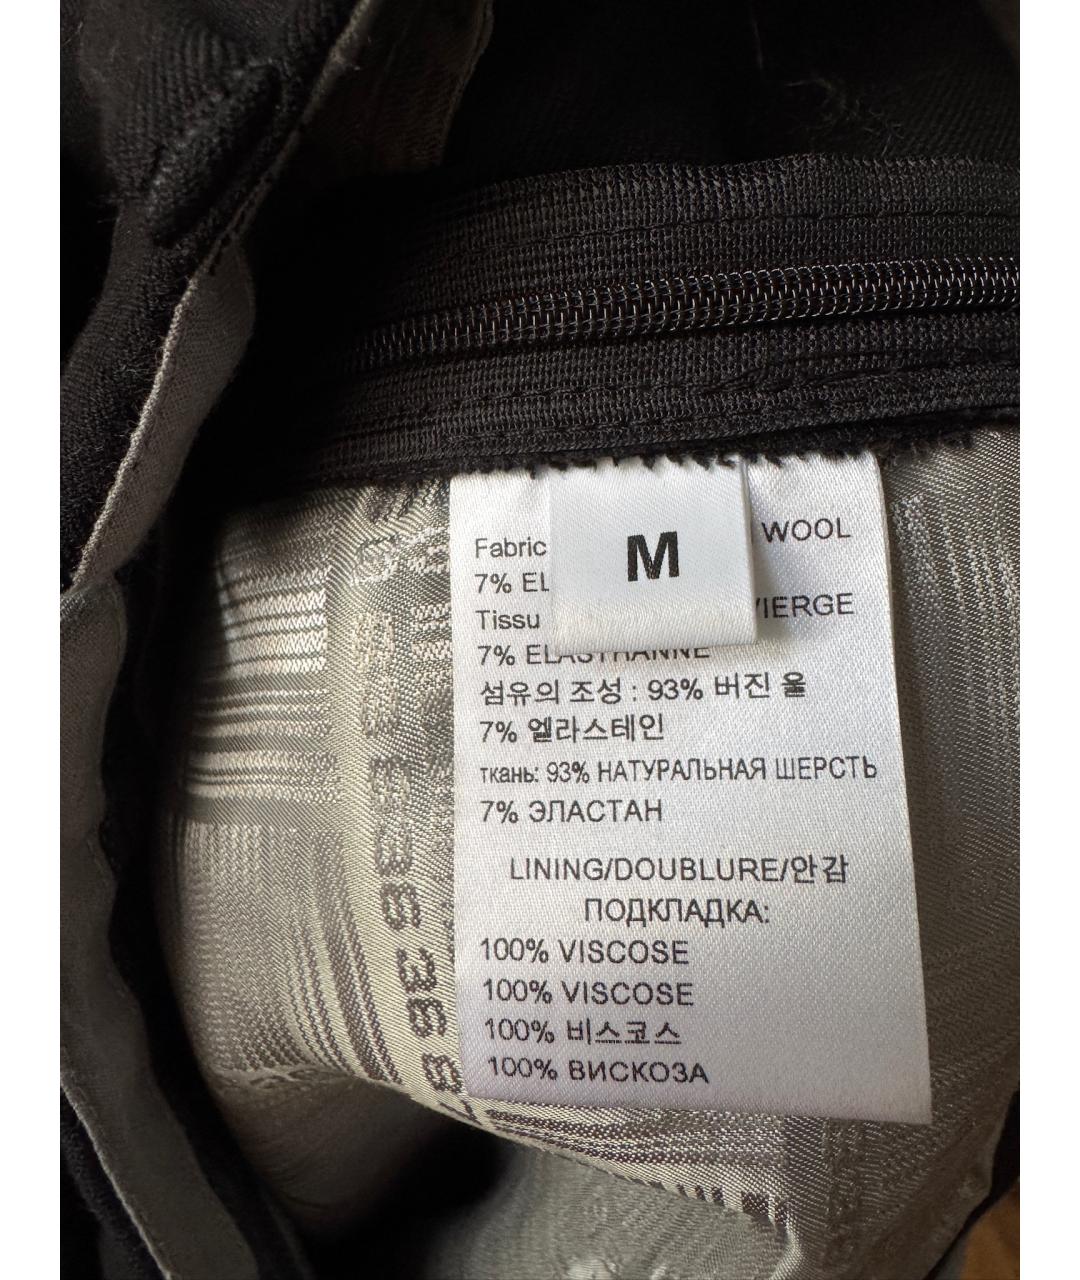 M
Fabric WOOL
7% EL
Tissu VIERGE
7% ELASTHANNE
섬유의 조성 : 93% 버진 울
7% 엘라스테인
ткань: 93% НАТУРАЛЬНАЯ ШЕРСТЬ
7% ЭЛАСТАН
LINING/DOUBLURE/안감
ПОДКЛАДКА:
100% VISCOSE
100% VISCOSE
100% 비스코스
100% ВИСКОЗА